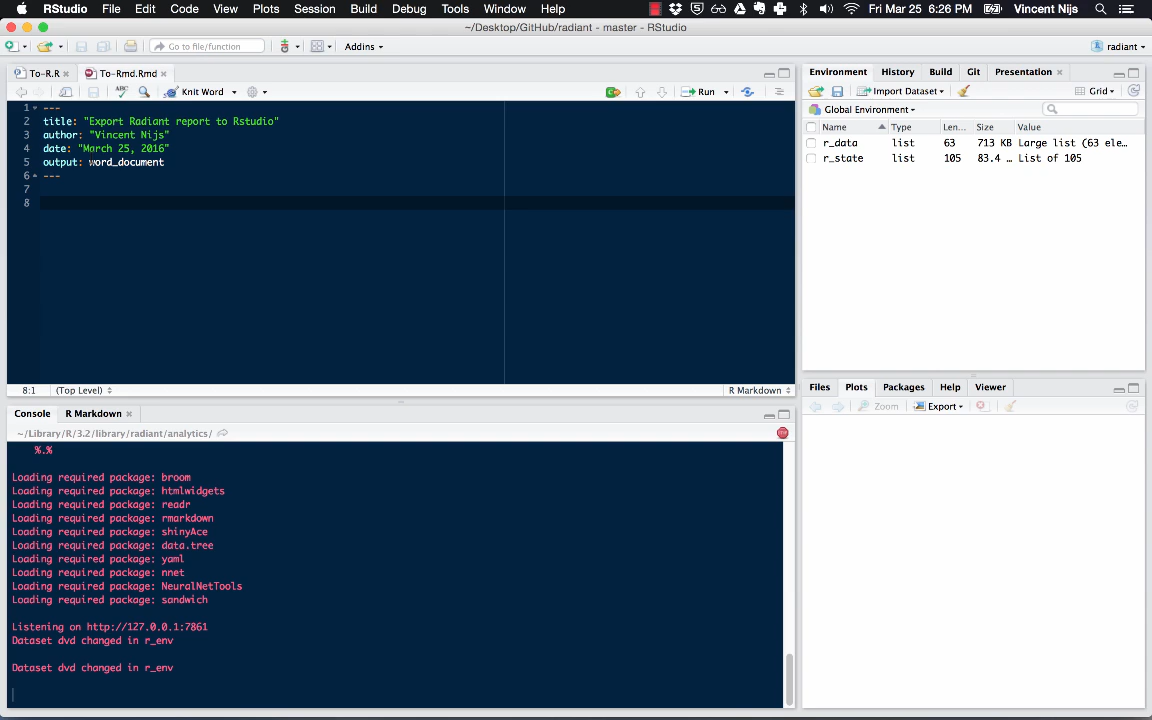 RStudio File Edit Code View Plots Session Build Debug Tools Window Help Fri Mar 25 6:26 PM Vincent Nijs
~/Desktop/GitHub/radiant - master - RStudio
Go to file/function Addins radiant
To-R.R To-Rmd.Rmd
ABC Knit Word Run
1 ---
2 title: "Export Radiant report to Rstudio"
3 author: "Vincent Nijs"
4 date: "March 25, 2016"
5 output: word_document
6 ---
7
8
8:1 (Top Level) R Markdown
Console R Markdown
~/Library/R/3.2/library/radiant/analytics/
%.%
Loading required package: broom
Loading required package: htmlwidgets
Loading required package: readr
Loading required package: rmarkdown
Loading required package: shinyAce
Loading required package: data.tree
Loading required package: yaml
Loading required package: nnet
Loading required package: NeuralNetTools
Loading required package: sandwich
Listening on http://127.0.0.1:7861
Dataset dvd changed in r_env
Dataset dvd changed in r_env
Environment History Build Git Presentation
Import Dataset Grid
Global Environment
Name Type Len... Size Value
r_data list 63 713 KB Large list (63 ele...
r_state list 105 83.4 ... List of 105
Files Plots Packages Help Viewer
Zoom Export